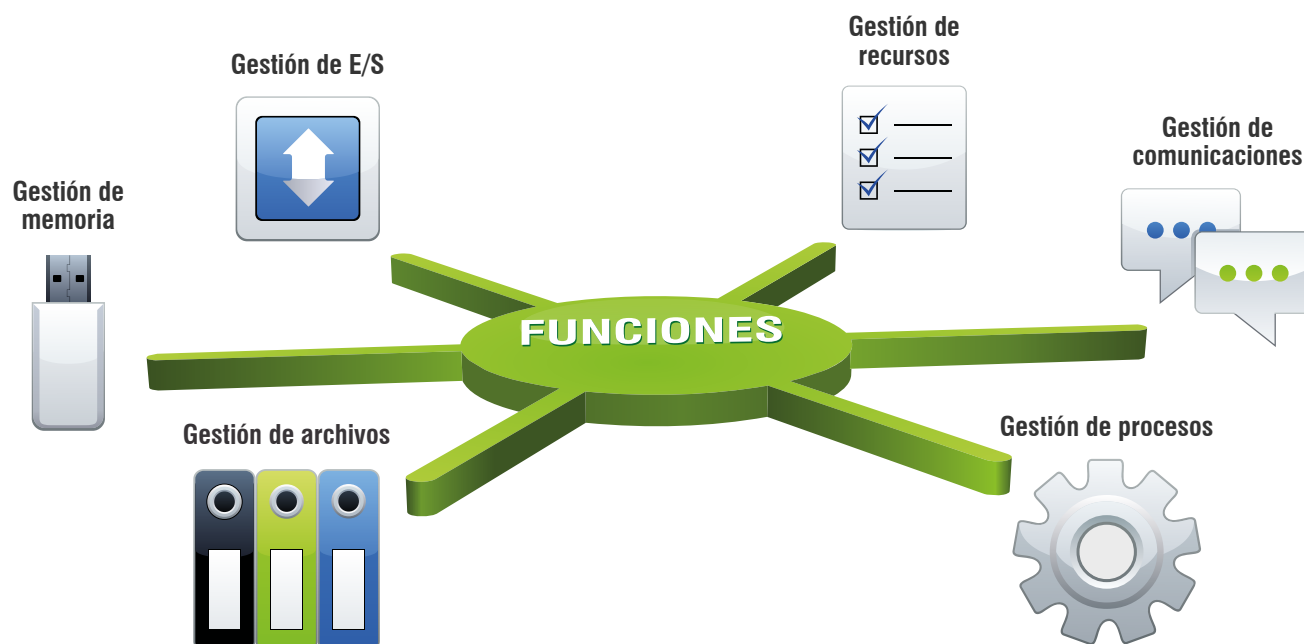 Gestión de
recursos
Gestión de E/S
Gestión de
comunicaciones
Gestión de
memoria
FUNCIONES
Gestión de archivos
Gestión de procesos